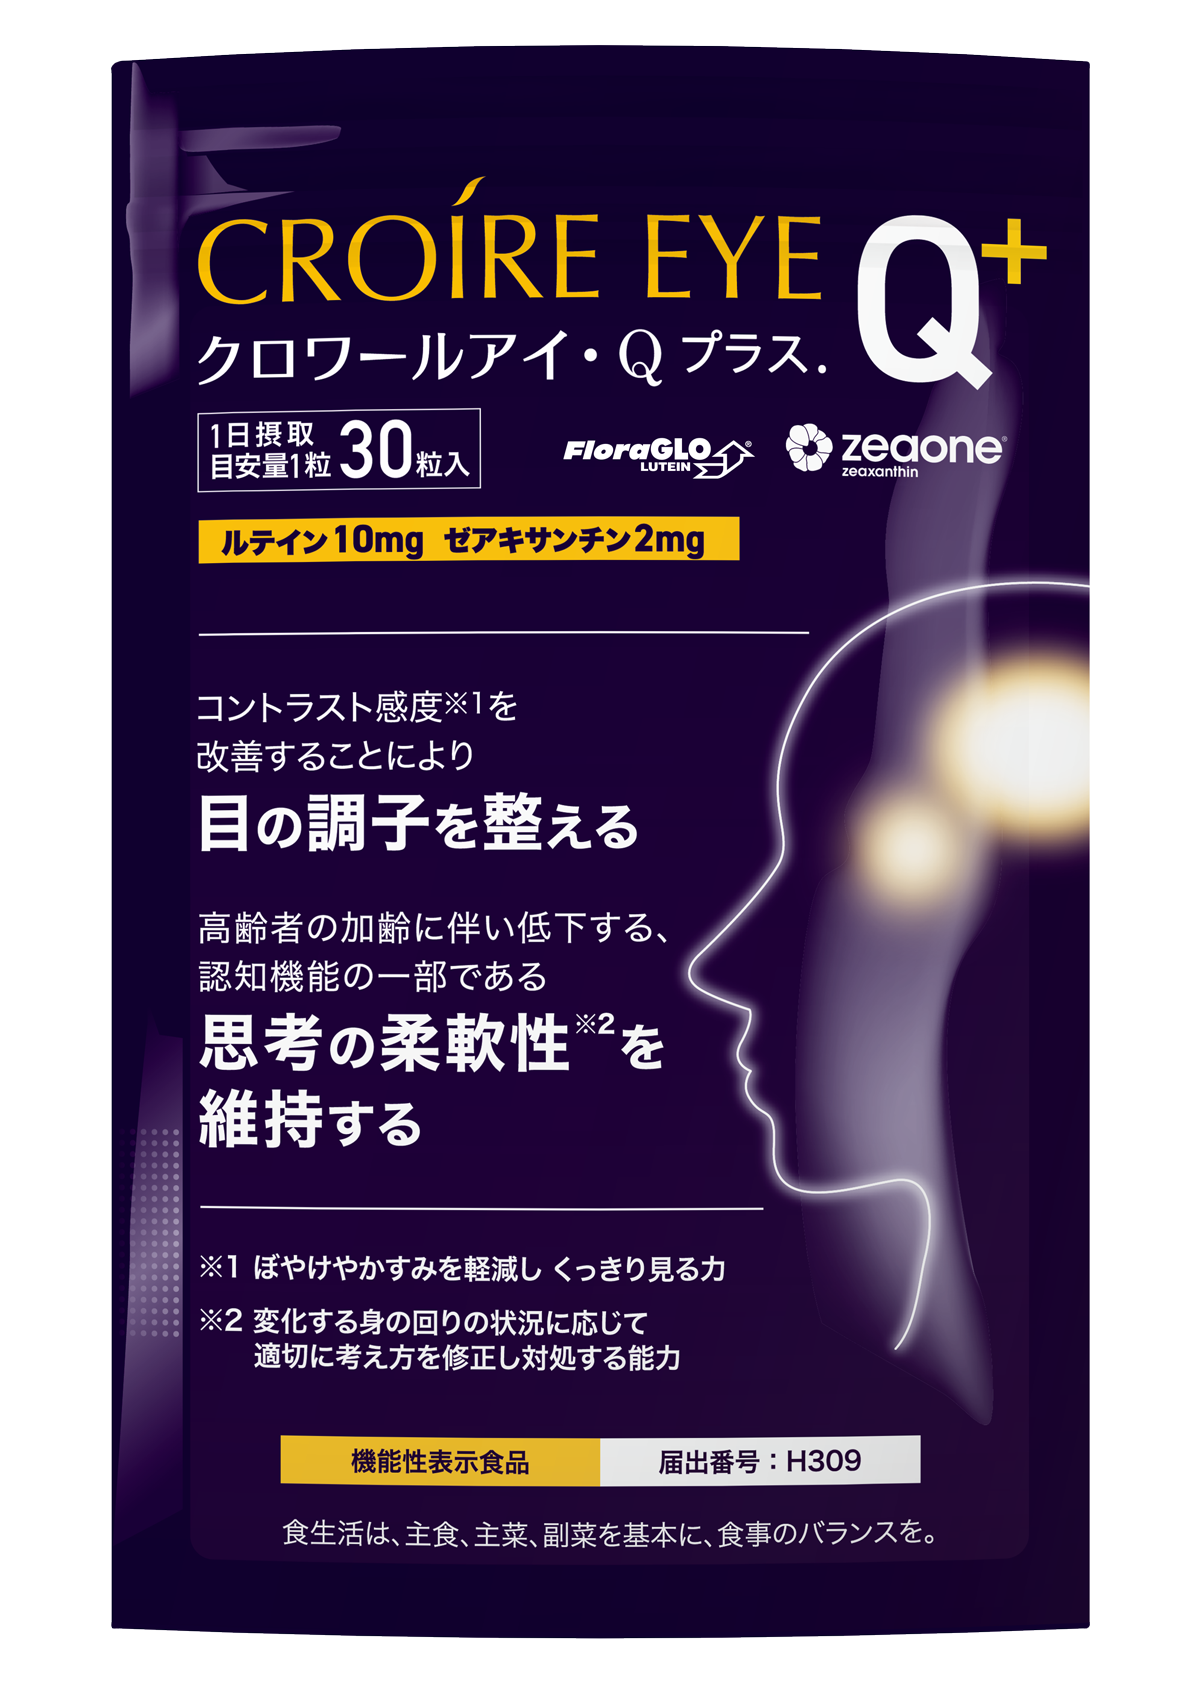 CROÍRE EYE Q+
クロワールアイ・Qプラス.
1日摂取
目安量1粒 30粒入
FloraGLO®
LUTEIN
zeaone®
zeaxanthin
ルテイン10mg ゼアキサンチン2mg
コントラスト感度※1を
改善することにより
目の調子を整える
高齢者の加齢に伴い低下する、
認知機能の一部である
思考の柔軟性※2を
維持する
※1 ぼやけやかすみを軽減し くっきり見る力
※2 変化する身の回りの状況に応じて
適切に考え方を修正し対処する能力
機能性表示食品 届出番号：H309
食生活は、主食、主菜、副菜を基本に、食事のバランスを。